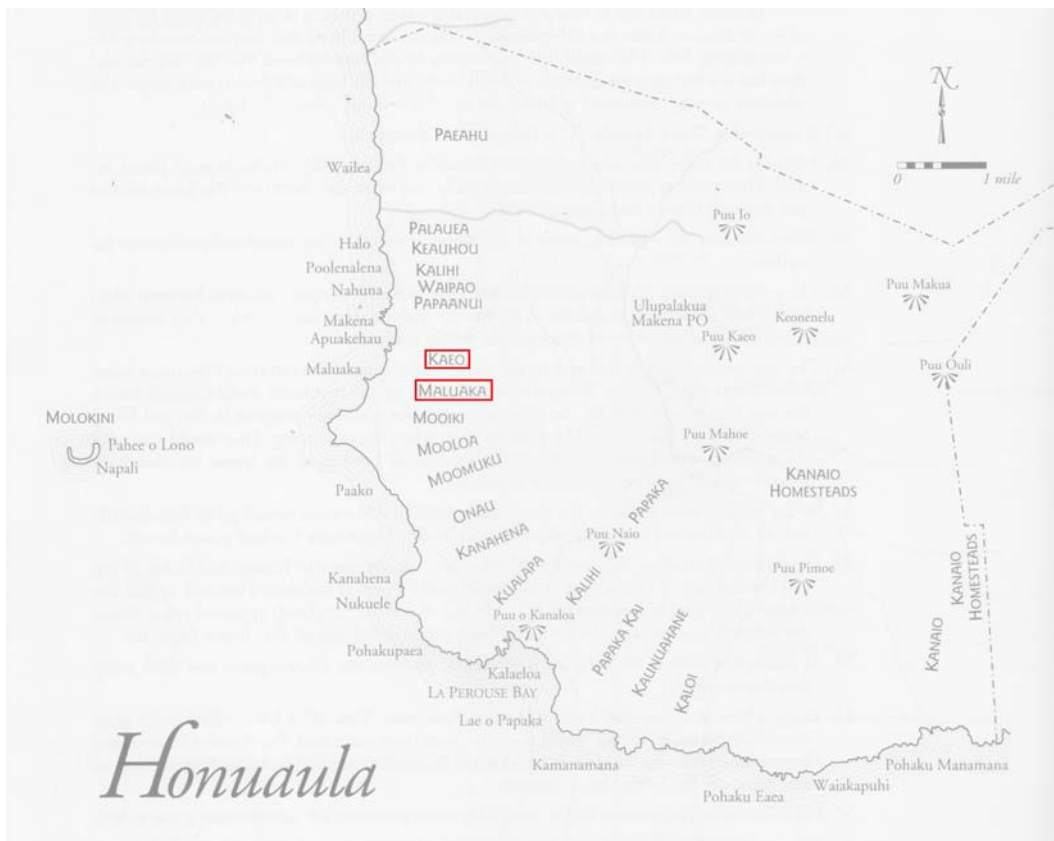 N
0 1 mile
PAEAHU
Wailea
Puu Io
PALAUEA
Halo
KEAUHOU
Poolenalena
KALIHI
Nahuna
WAIPAO
PAPAANUI
Puu Makua
Ulupalakua
Makena PO
Keonenelu
Makena
Apuakehau
Puu Kaeo
KAEO
Maluaka
Puu Ouli
MALUAKA
MOLOKINI
MOOIKI
Pahee o Lono
Napali
MOOLOA
Puu Mahoe
MOOMUKU
KANAIO
HOMESTEADS
Paako
ONAU
PAPAKA
KANAHENA
Puu Naio
KUALAPA
KALIHI
Puu Pimoe
KANAIO
HOMESTEADS
Kanahena
Nukuele
Puu o Kanaloa
PAPAKA KAI
KAUNUAHANE
KANAIO
Pohakupaea
Kalaeloa
KALOI
LA PEROUSE BAY
Lae o Papaka
Honuaula
Kamanamana
Pohaku Manamana
Waiakapuhi
Pohaku Eaea